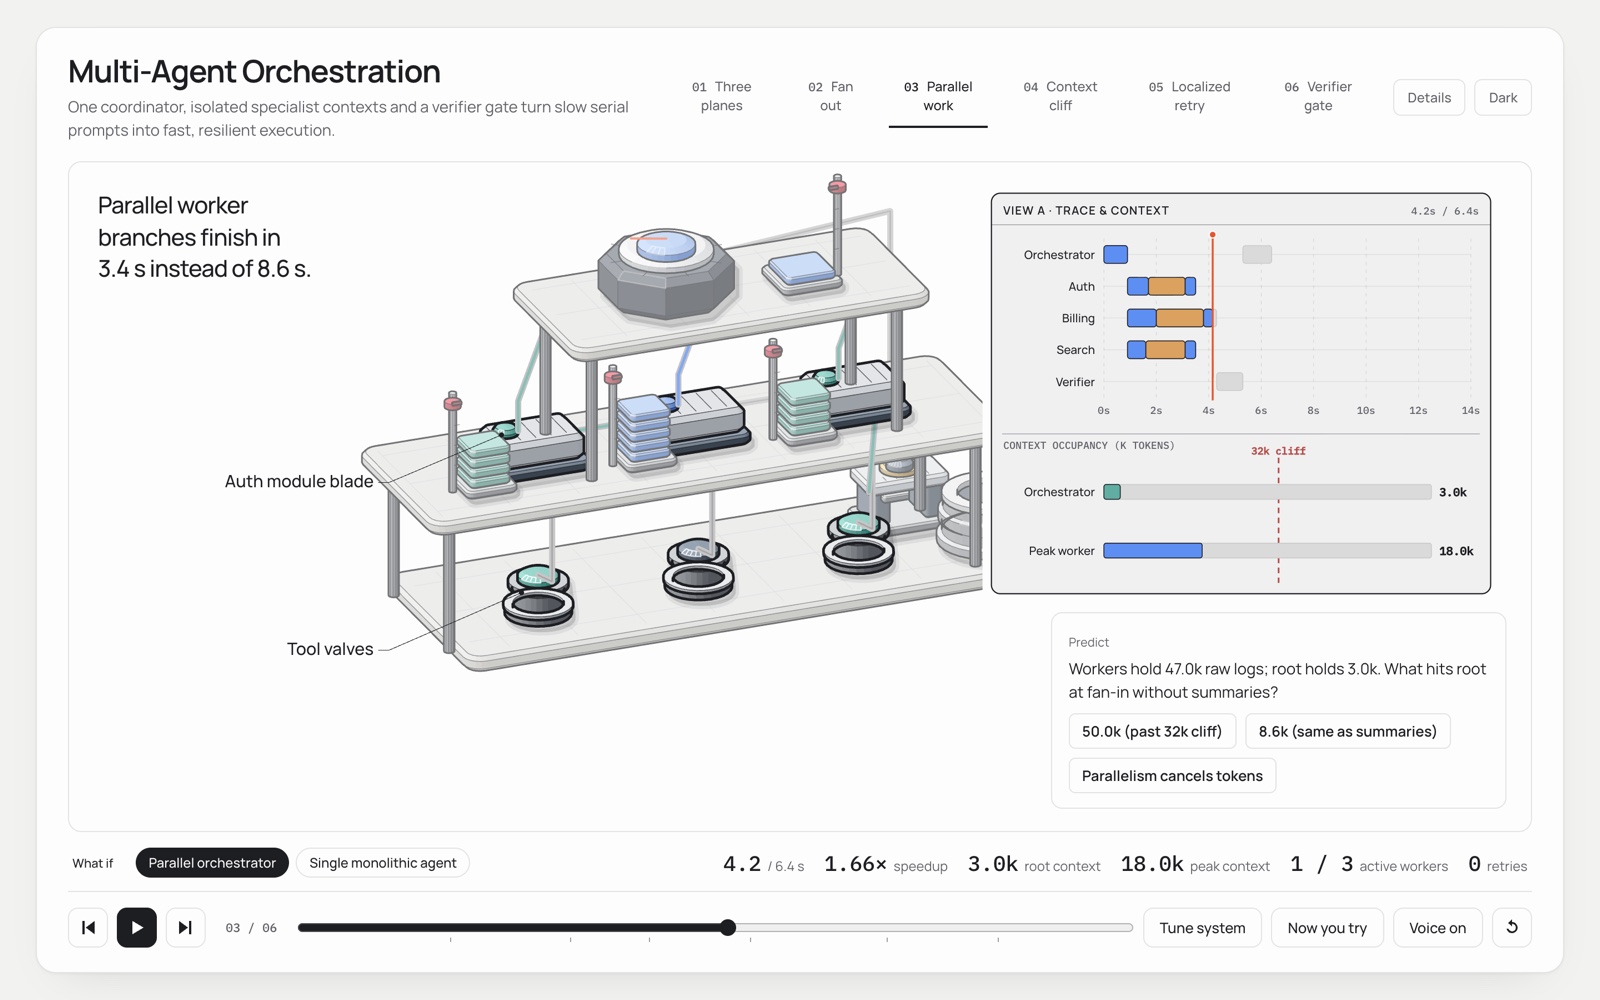 Multi-Agent Orchestration
One coordinator, isolated specialist contexts and a verifier gate turn slow serial
prompts into fast, resilient execution.
01 Three
planes
02 Fan
out
03 Parallel
work
04 Context
cliff
05 Localized
retry
06 Verifier
gate
Details
Dark
Parallel worker
branches finish in
3.4 s instead of 8.6 s.
Auth module blade
Tool valves
VIEW A · TRACE & CONTEXT
4.2s / 6.4s
Orchestrator
Auth
Billing
Search
Verifier
0s 2s 4s 6s 8s 10s 12s 14s
CONTEXT OCCUPANCY (K TOKENS)
32k cliff
Orchestrator
3.0k
Peak worker
18.0k
Predict
Workers hold 47.0k raw logs; root holds 3.0k. What hits root
at fan-in without summaries?
50.0k (past 32k cliff)
8.6k (same as summaries)
Parallelism cancels tokens
What if
Parallel orchestrator
Single monolithic agent
4.2 / 6.4 s
1.66× speedup
3.0k root context
18.0k peak context
1 / 3 active workers
0 retries
03 / 06
Tune system
Now you try
Voice on